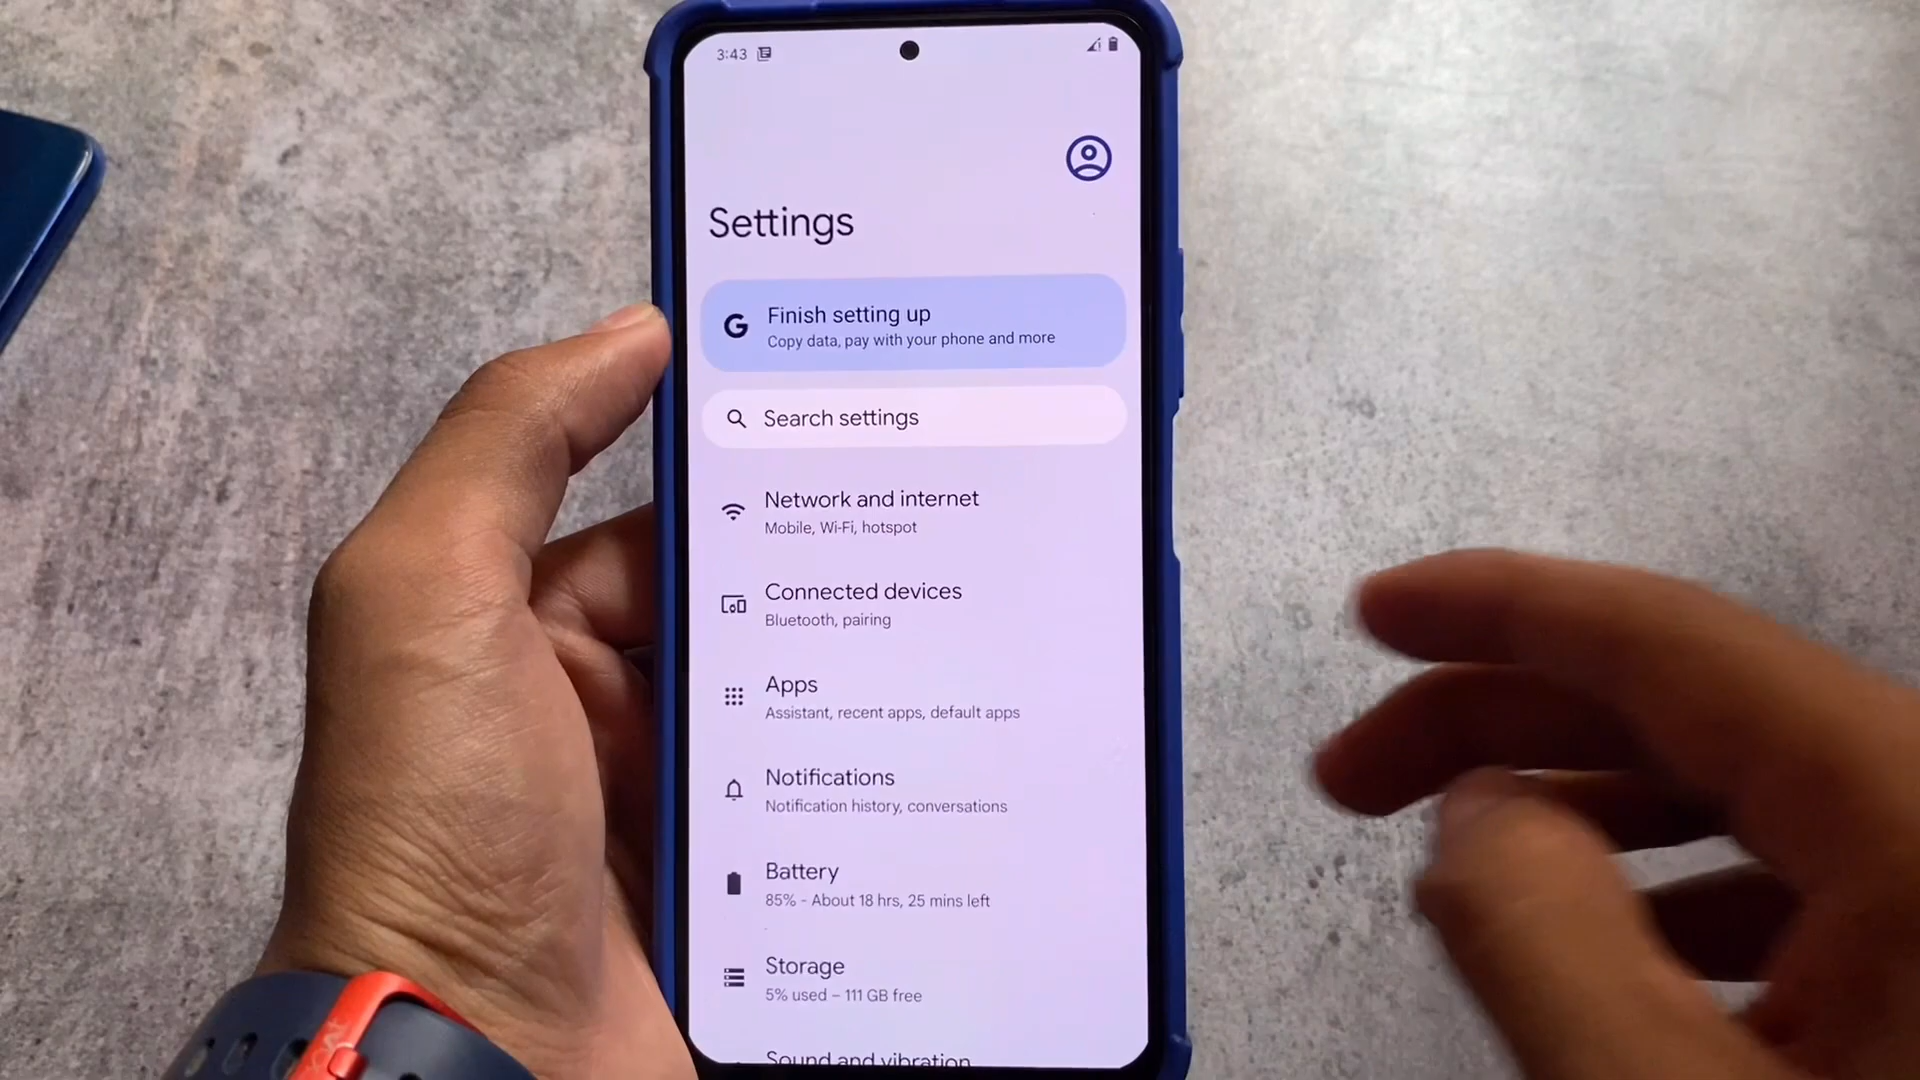 3:43
Settings
Finish setting up
Copy data, pay with your phone and more
Search settings
Network and internet
Mobile, Wi-Fi, hotspot
Connected devices
Bluetooth, pairing
Apps
Assistant, recent apps, default apps
Notifications
Notification history, conversations
Battery
85% - About 18 hrs, 25 mins left
Storage
5% used – 111 GB free
Sound and vibration